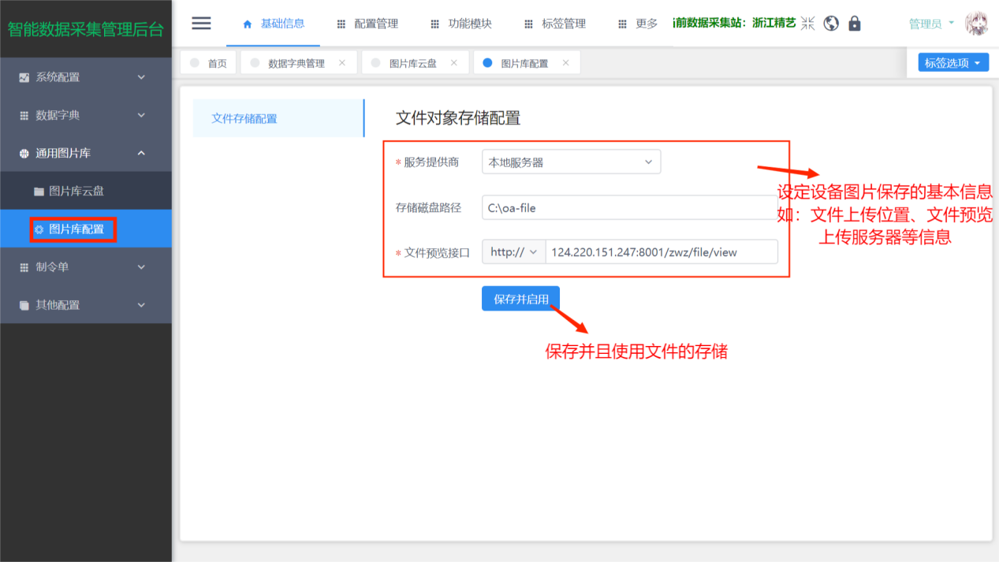 智能数据采集管理后台
基础信息
配置管理
功能模块
标签管理
更多
前数据采集站：浙江精艺
管理员
首页
数据字典管理
图片库云盘
图片库配置
标签选项
系统配置
数据字典
通用图片库
图片库云盘
图片库配置
制令单
其他配置
文件存储配置
文件对象存储配置
* 服务提供商
本地服务器
存储磁盘路径
C:\oa-file
* 文件预览接口
http://
124.220.151.247:8001/zwz/file/view
保存并启用
设定设备图片保存的基本信息
如：文件上传位置、文件预览
上传服务器等信息
保存并且使用文件的存储